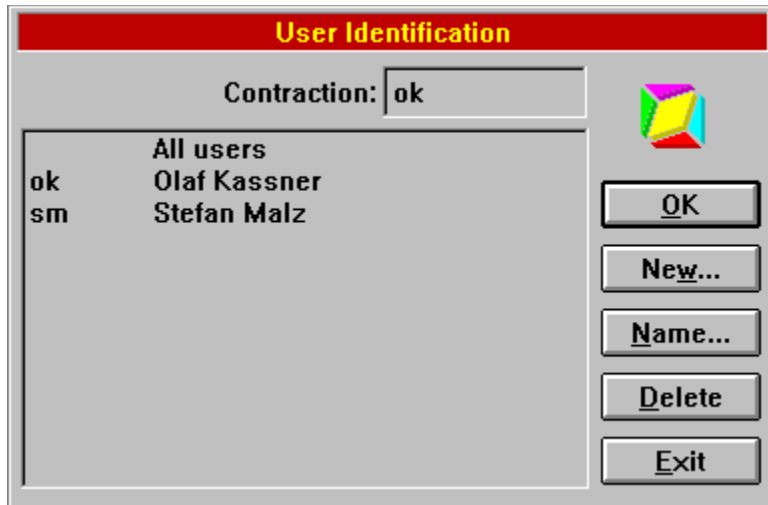 User Identification
Contraction: ok
All users
ok Olaf Kassner
sm Stefan Malz
OK
New...
Name...
Delete
Exit